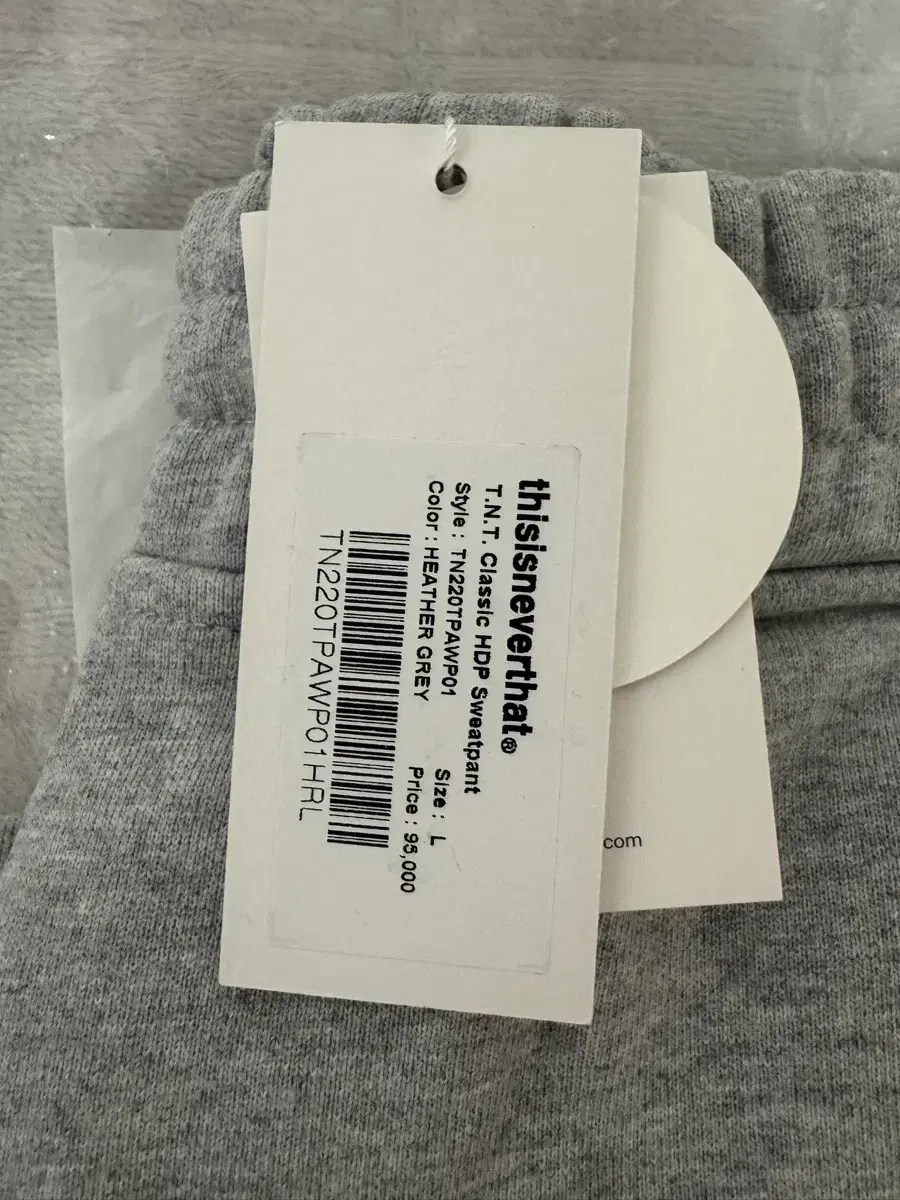 thisisneverthat®
T.N.T. Classic HDP Sweatpant
Style : TN220TPAWP01 Size : L
Color : HEATHER GREY Price : 95,000
TN220TPAWP01HRL
com